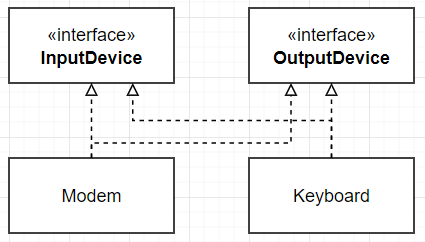 «interface»
InputDevice
«interface»
OutputDevice
Modem
Keyboard